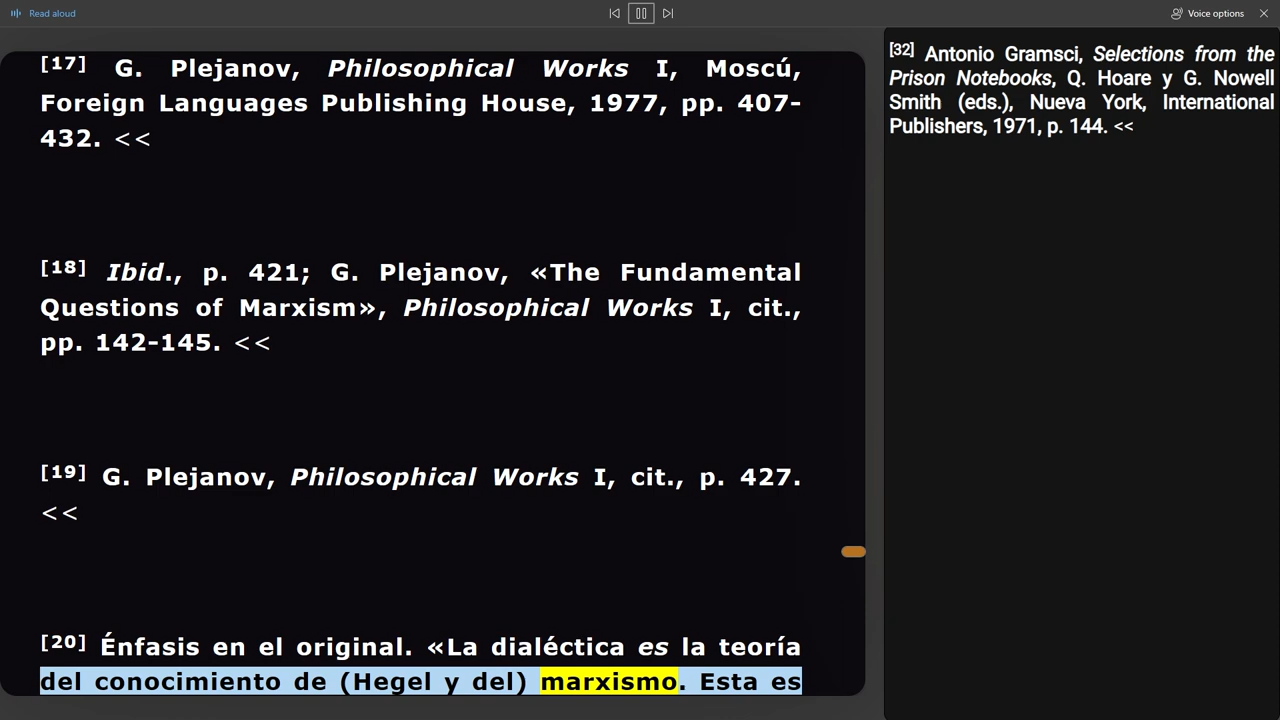 Read aloud
Voice options
[17] G. Plejanov, Philosophical Works I, Moscú,
Foreign Languages Publishing House, 1977, pp. 407-
432. <<
[18] Ibid., p. 421; G. Plejanov, «The Fundamental
Questions of Marxism», Philosophical Works I, cit.,
pp. 142-145. <<
[19] G. Plejanov, Philosophical Works I, cit., p. 427.
<<
[20] Énfasis en el original. «La dialéctica es la teoría
del conocimiento de (Hegel y del) marxismo. Esta es
[32] Antonio Gramsci, Selections from the
Prison Notebooks, Q. Hoare y G. Nowell
Smith (eds.), Nueva York, International
Publishers, 1971, p. 144. <<